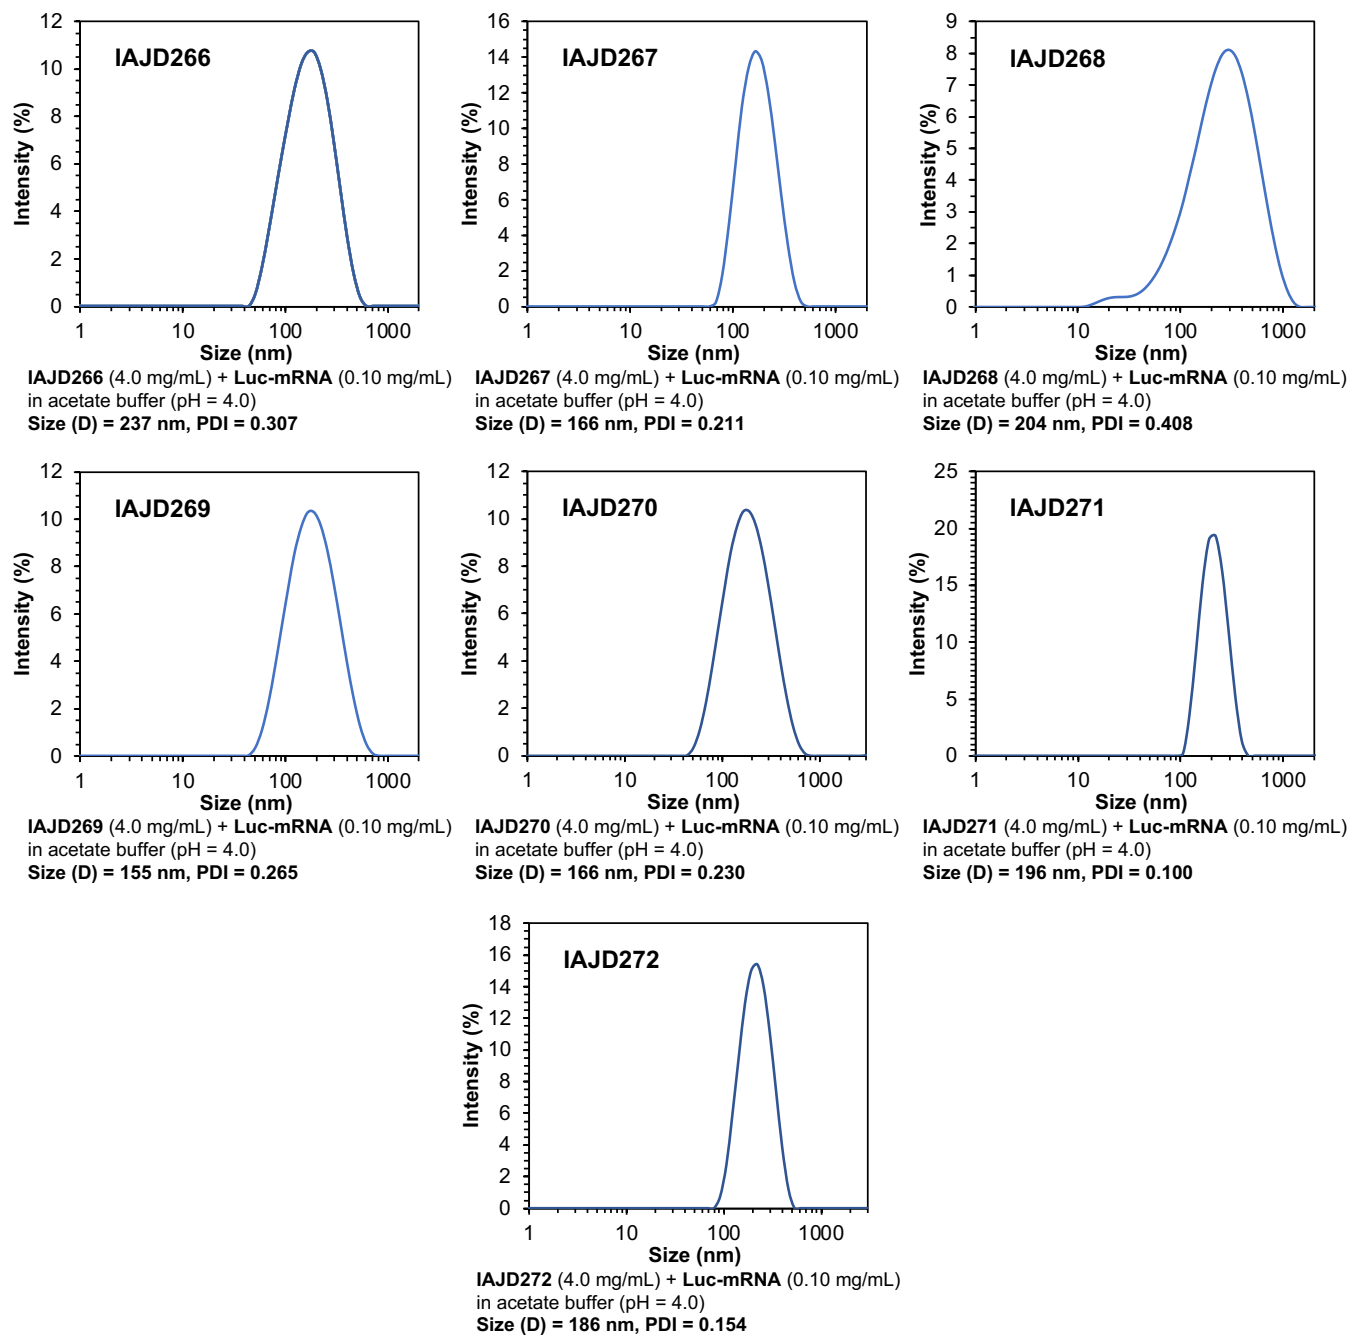 IAJD266
12
10
8
6
4
2
0
Intensity (%)
1 10 100 1000
Size (nm)
IAJD266 (4.0 mg/mL) + Luc-mRNA (0.10 mg/mL)
in acetate buffer (pH = 4.0)
Size (D) = 237 nm, PDI = 0.307
IAJD267
16
14
12
10
8
6
4
2
0
Intensity (%)
1 10 100 1000
Size (nm)
IAJD267 (4.0 mg/mL) + Luc-mRNA (0.10 mg/mL)
in acetate buffer (pH = 4.0)
Size (D) = 166 nm, PDI = 0.211
IAJD268
9
8
7
6
5
4
3
2
1
0
Intensity (%)
1 10 100 1000
Size (nm)
IAJD268 (4.0 mg/mL) + Luc-mRNA (0.10 mg/mL)
in acetate buffer (pH = 4.0)
Size (D) = 204 nm, PDI = 0.408
IAJD269
12
10
8
6
4
2
0
Intensity (%)
1 10 100 1000
Size (nm)
IAJD269 (4.0 mg/mL) + Luc-mRNA (0.10 mg/mL)
in acetate buffer (pH = 4.0)
Size (D) = 155 nm, PDI = 0.265
IAJD270
12
10
8
6
4
2
0
Intensity (%)
1 10 100 1000
Size (nm)
IAJD270 (4.0 mg/mL) + Luc-mRNA (0.10 mg/mL)
in acetate buffer (pH = 4.0)
Size (D) = 166 nm, PDI = 0.230
IAJD271
25
20
15
10
5
0
Intensity (%)
1 10 100 1000
Size (nm)
IAJD271 (4.0 mg/mL) + Luc-mRNA (0.10 mg/mL)
in acetate buffer (pH = 4.0)
Size (D) = 196 nm, PDI = 0.100
IAJD272
18
16
14
12
10
8
6
4
2
0
Intensity (%)
1 10 100 1000
Size (nm)
IAJD272 (4.0 mg/mL) + Luc-mRNA (0.10 mg/mL)
in acetate buffer (pH = 4.0)
Size (D) = 186 nm, PDI = 0.154